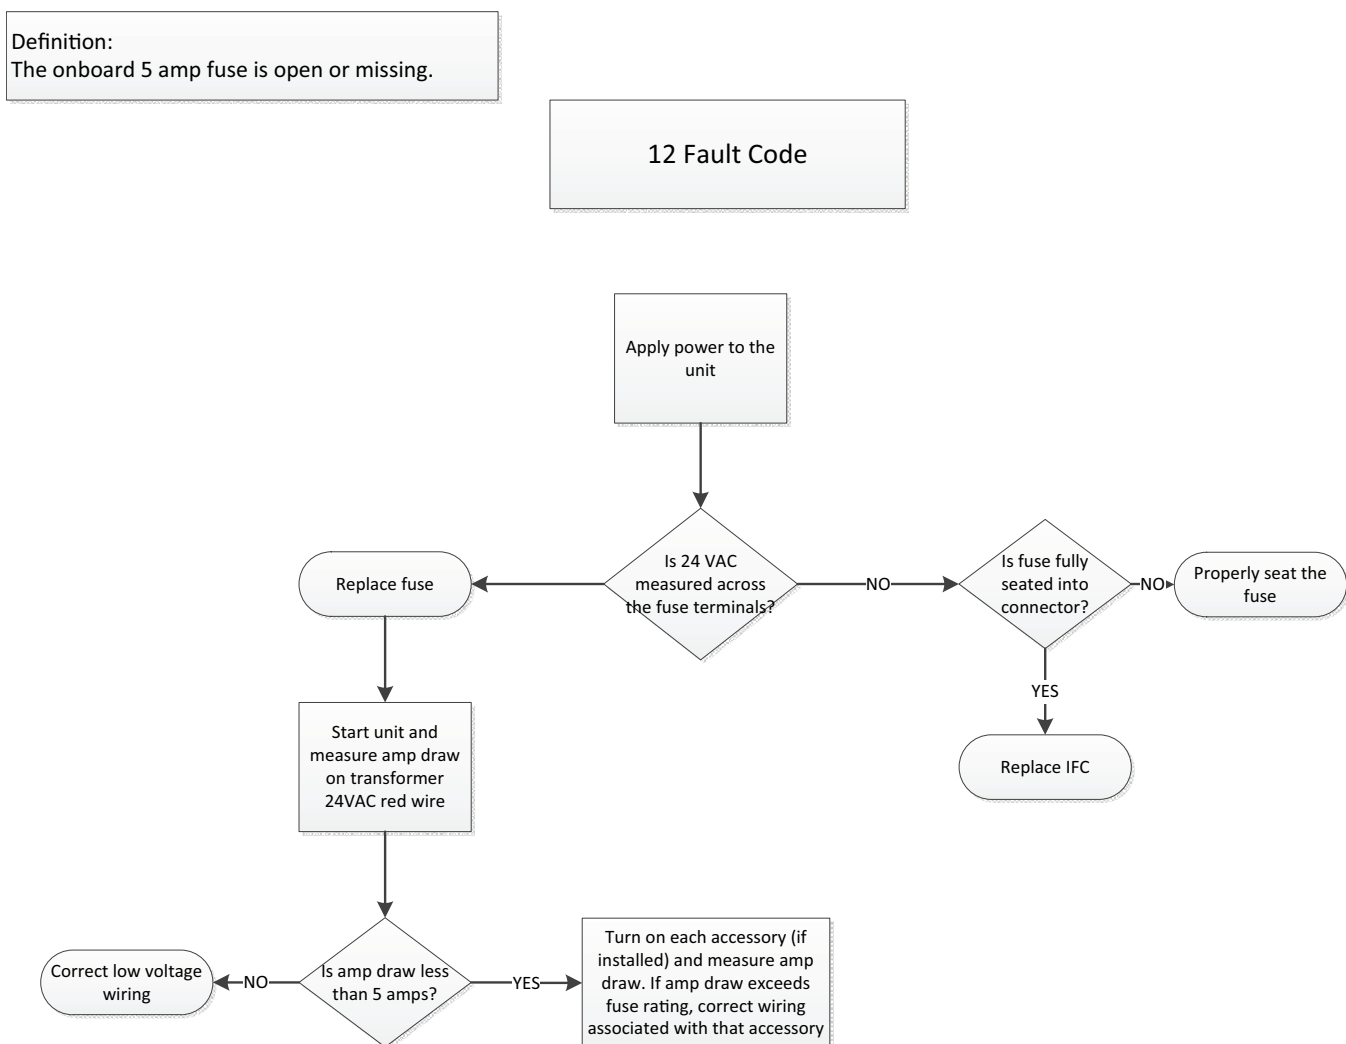 Definition:
The onboard 5 amp fuse is open or missing.
12 Fault Code
Apply power to the
unit
Is 24 VAC
measured across
the fuse terminals?
Replace fuse
NO
Is fuse fully
seated into
connector?
NO
Properly seat the
fuse
YES
Replace IFC
Start unit and
measure amp draw
on transformer
24VAC red wire
Is amp draw less
than 5 amps?
NO
Correct low voltage
wiring
YES
Turn on each accessory (if
installed) and measure amp
draw. If amp draw exceeds
fuse rating, correct wiring
associated with that accessory